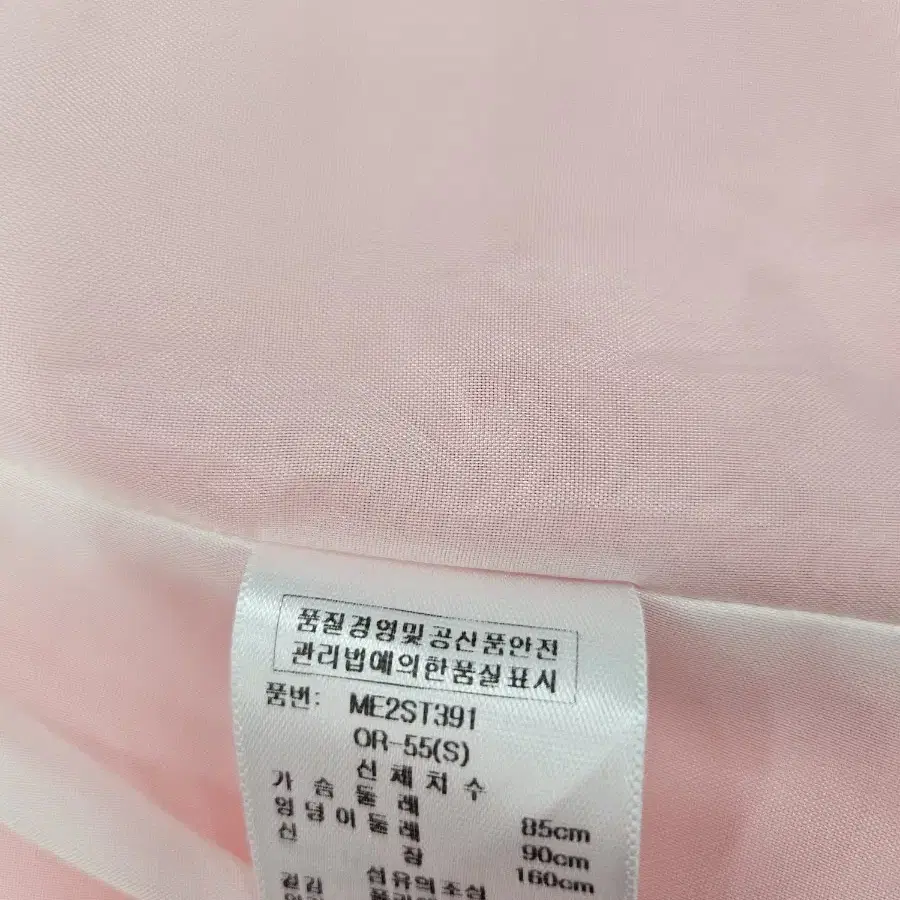 품질경영및공산품안전
관리법에의한품질표시
품번: ME2ST391
OR-55(S)
신 체 치 수
가 슴 둘 레 85cm
엉 덩 이 둘 레 90cm
신 장 160cm
겉감 섬유의조성